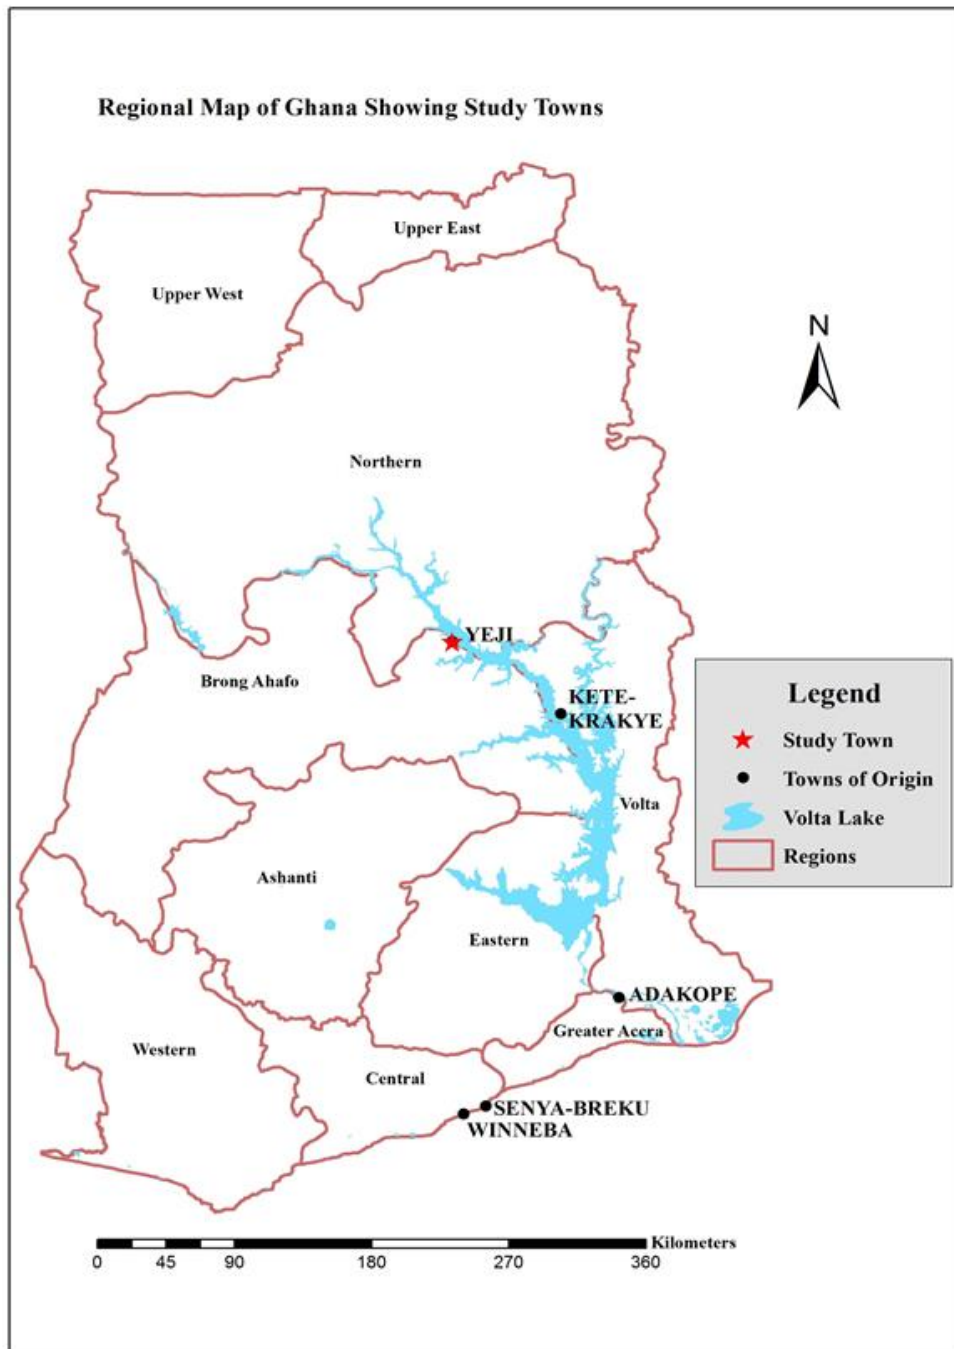 Regional Map of Ghana Showing Study Towns
Upper East
Upper West
N
Northern
YEJI
Brong Ahafo
KETE-
KRAKYE
Volta
Legend
Study Town
Towns of Origin
Volta Lake
Regions
Ashanti
Eastern
ADAKOPE
Greater Accra
Western
Central
SENYA-BREKU
WINNEBA
Kilometers
0 45 90 180 270 360